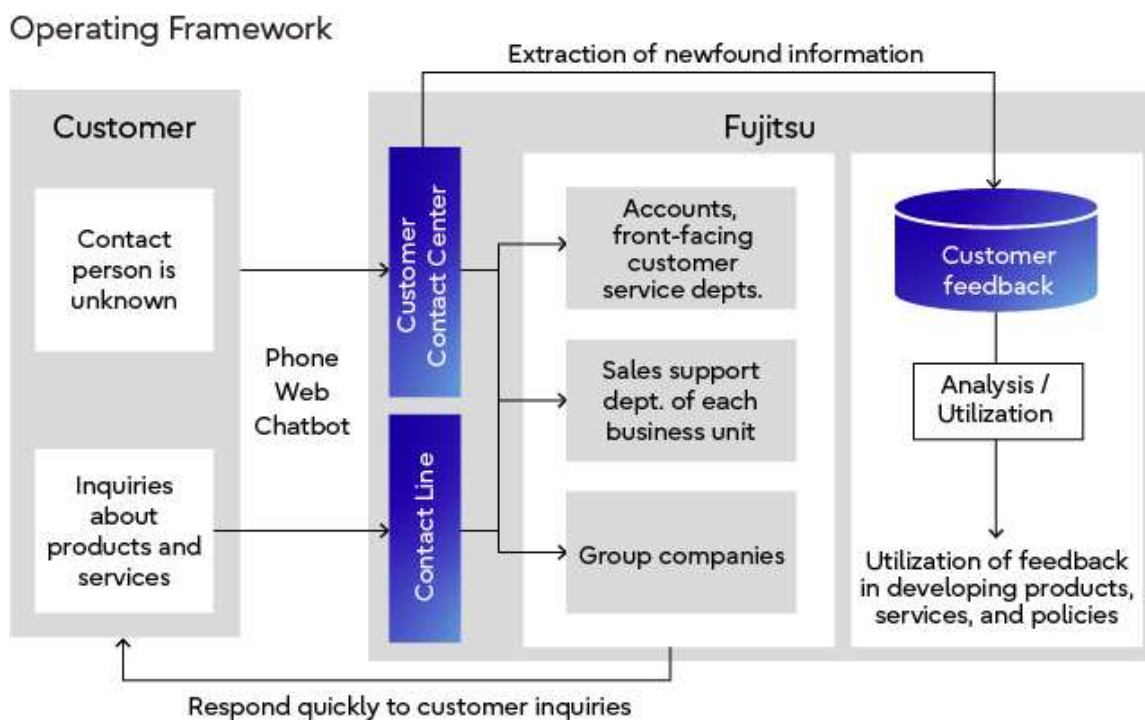 Operating Framework
Extraction of newfound information
Customer
Fujitsu
Contact
person is
unknown
Phone
Web
Chatbot
Inquiries
about
products and
services
Customer
Contact Center
Contact Line
Accounts,
front-facing
customer
service depts.
Sales support
dept. of each
business unit
Group companies
Customer
feedback
Analysis /
Utilization
Utilization of feedback
in developing products,
services, and policies
Respond quickly to customer inquiries